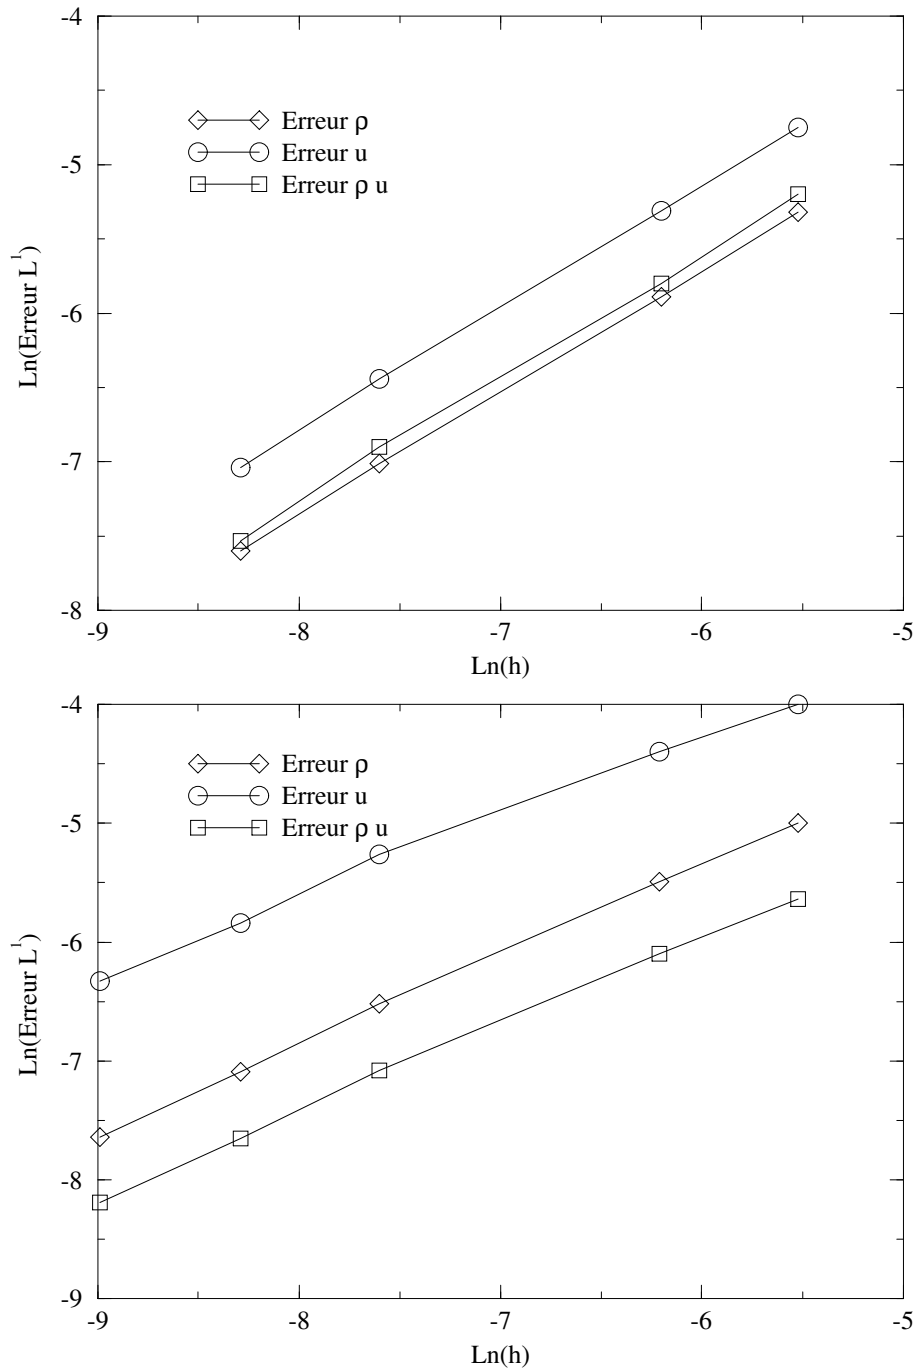 -4
-5
-6
-7
-8
Ln(Erreur L¹)
Erreur ρ
Erreur u
Erreur ρ u
-9 -8 -7 -6 -5
Ln(h)
-4
-5
-6
-7
-8
-9
Ln(Erreur L¹)
Erreur ρ
Erreur u
Erreur ρ u
-9 -8 -7 -6 -5
Ln(h)